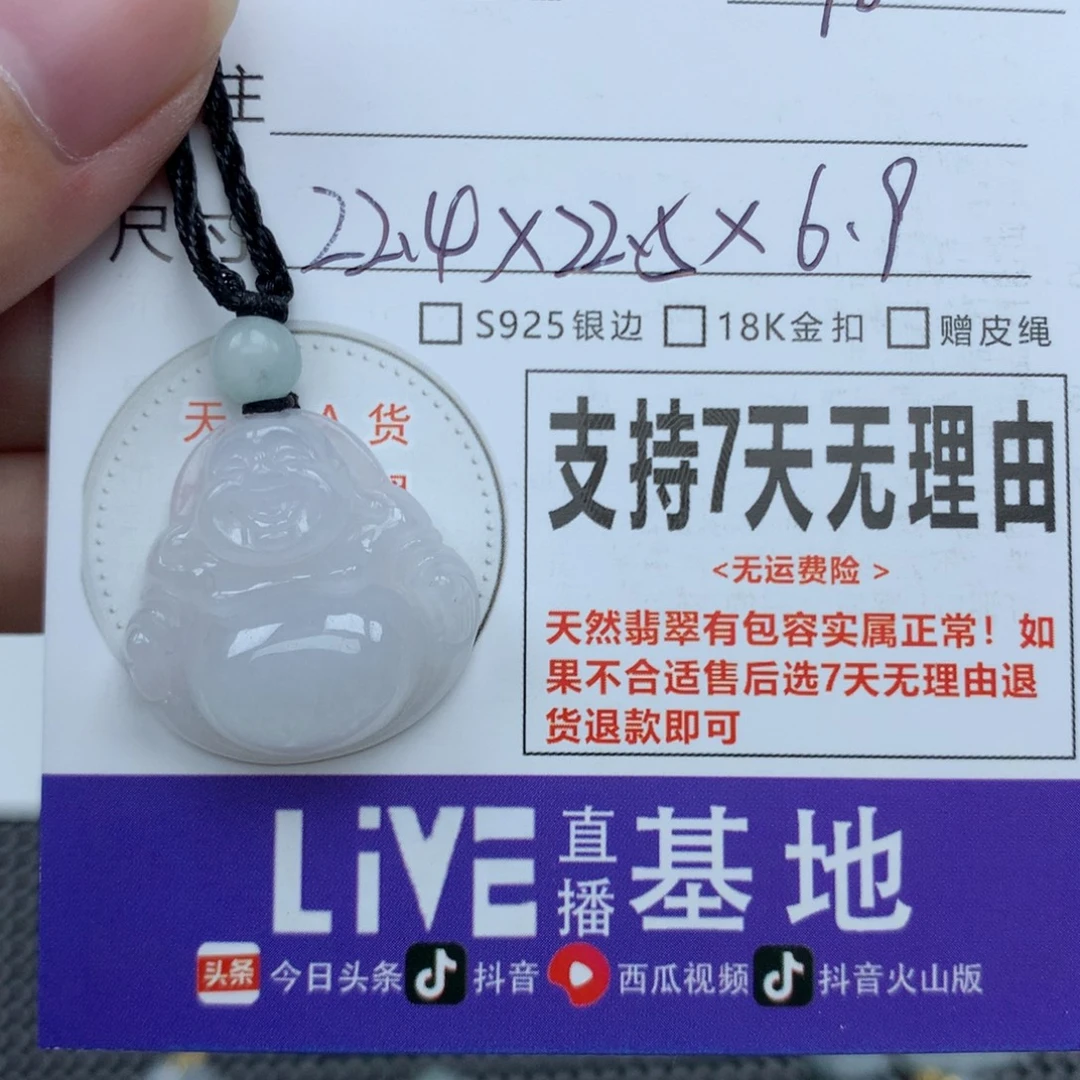 注
尺寸 22.4×22.5×6.9
□S925银边 □18K金扣 □赠皮绳
天 A货
支持7天无理由
<无运费险 >
天然翡翠有包容实属正常！如
果不合适售后选7天无理由退
货退款即可
LiVE 直播 基地
头条 今日头条 抖音 西瓜视频 抖音火山版